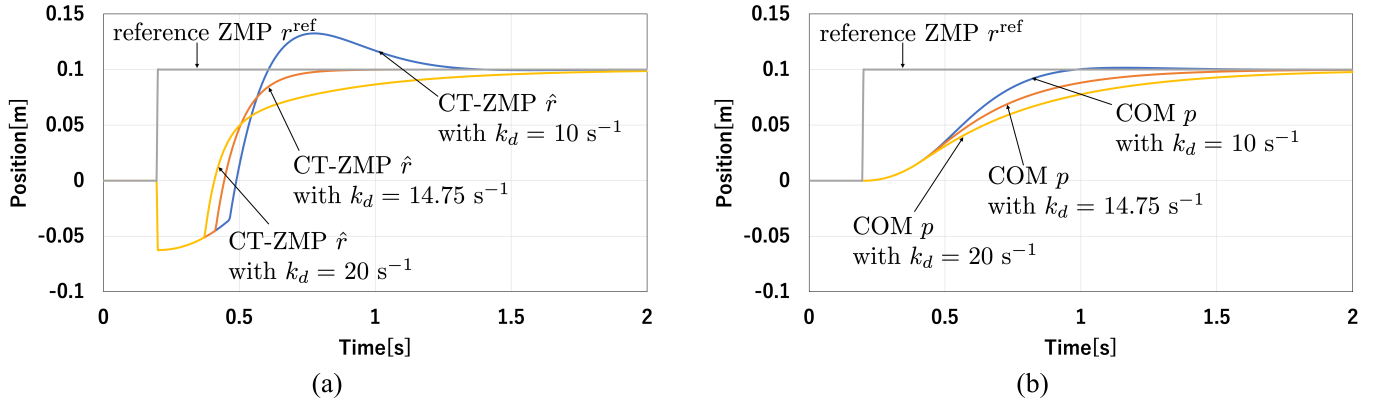 0.15
0.1
0.05
0
-0.05
-0.1
Position[m]
reference ZMP r^ref
CT-ZMP r̂
with k_d = 10 s⁻¹
CT-ZMP r̂
with k_d = 14.75 s⁻¹
CT-ZMP r̂
with k_d = 20 s⁻¹
0 0.5 1 1.5 2
Time[s]
(a)
0.15
0.1
0.05
0
-0.05
-0.1
Position[m]
reference ZMP r^ref
COM p
with k_d = 10 s⁻¹
COM p
with k_d = 14.75 s⁻¹
COM p
with k_d = 20 s⁻¹
0 0.5 1 1.5 2
Time[s]
(b)